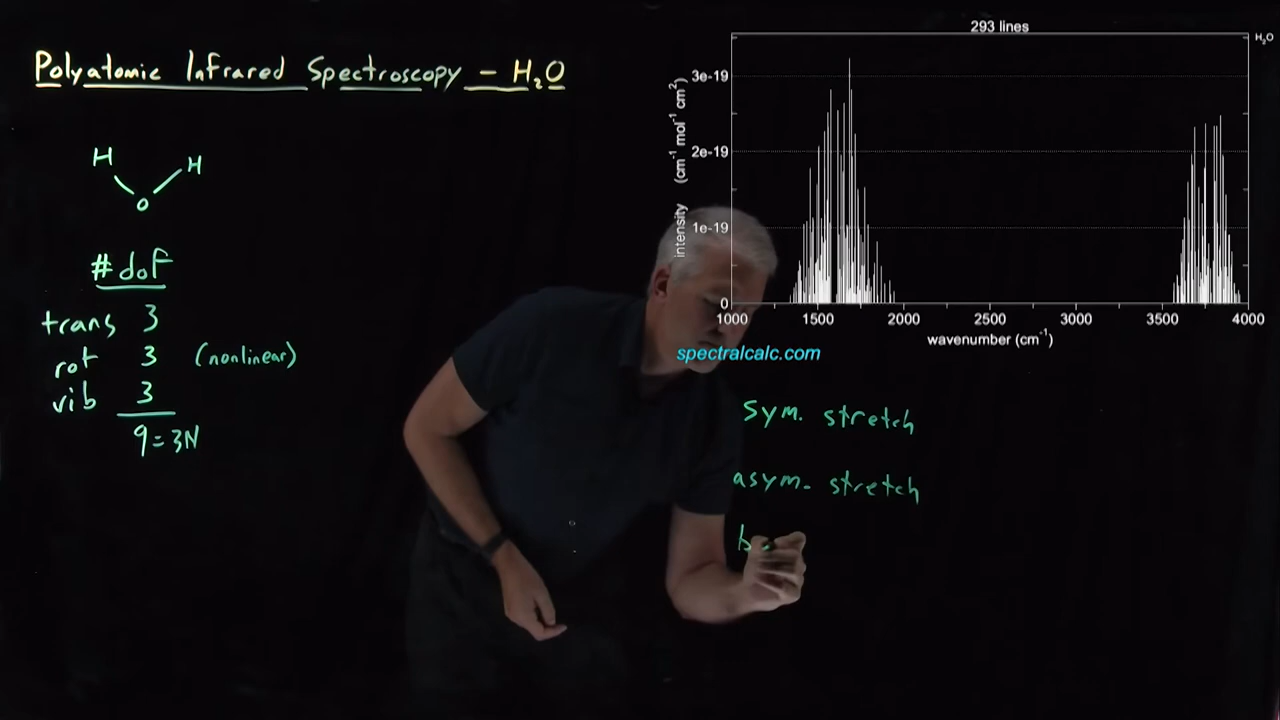 Polyatomic Infrared Spectroscopy - H₂O
H H
O
# dof
trans 3
rot 3 (nonlinear)
vib 3
9 = 3N
293 lines
H₂O
intensity (cm⁻¹ mol⁻¹ cm²)
3e-19
2e-19
1e-19
0
1000 1500 2000 2500 3000 3500 4000
wavenumber (cm⁻¹)
spectralcalc.com
sym. stretch
asym. stretch
b